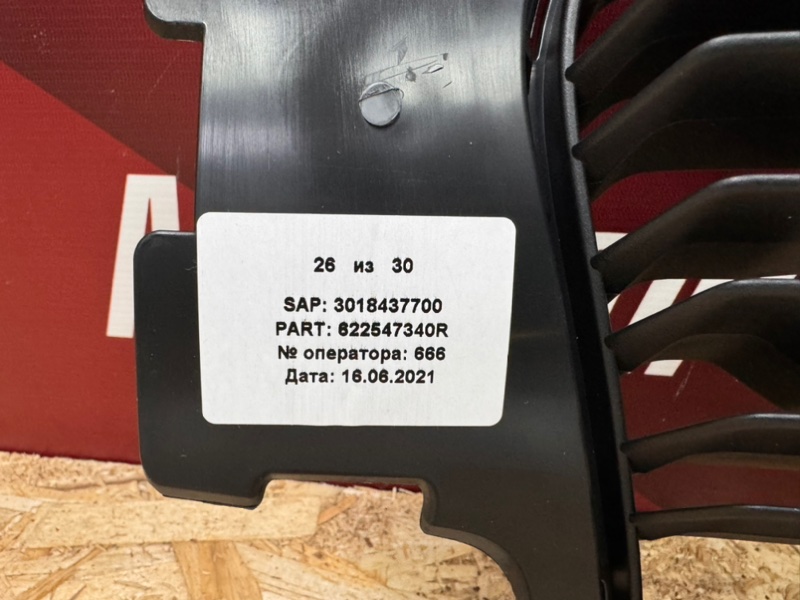 26 из 30
SAP: 3018437700
PART: 622547340R
№ оператора: 666
Дата: 16.06.2021